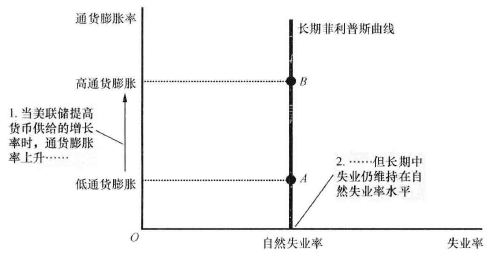 通货膨胀率
长期菲利普斯曲线
高通货膨胀
B
1. 当美联储提高
货币供给的增长
率时，通货膨胀
率上升……
低通货膨胀
A
2. ……但长期中
失业仍维持在自
然失业率水平
O
自然失业率
失业率